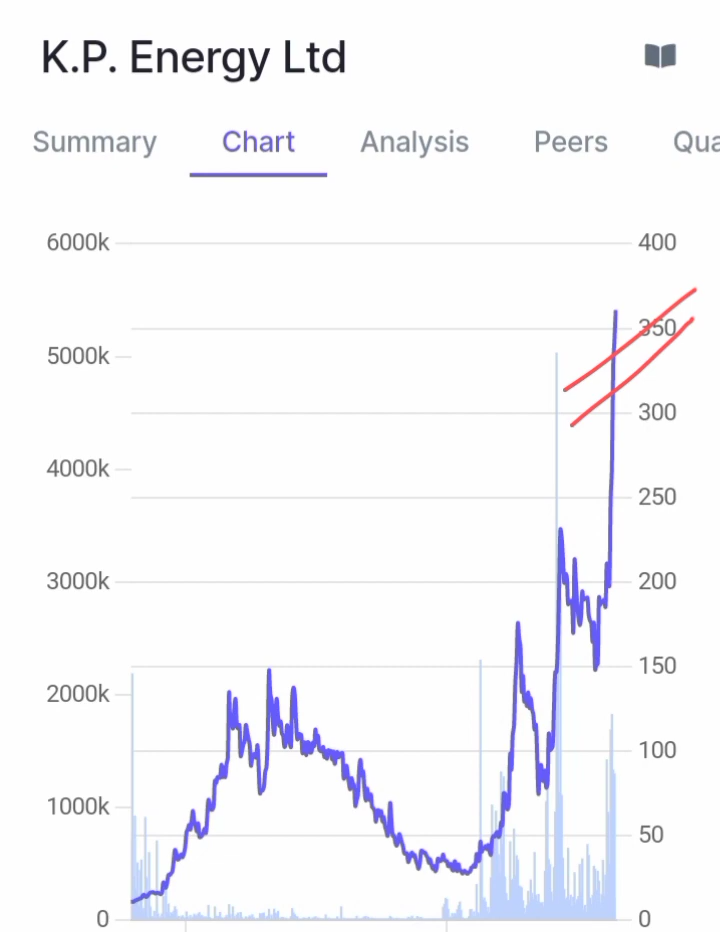 K.P. Energy Ltd
Summary Chart Analysis Peers Qua
6000k 400
350
5000k
300
4000k
250
3000k 200
150
2000k
100
1000k
50
0 0